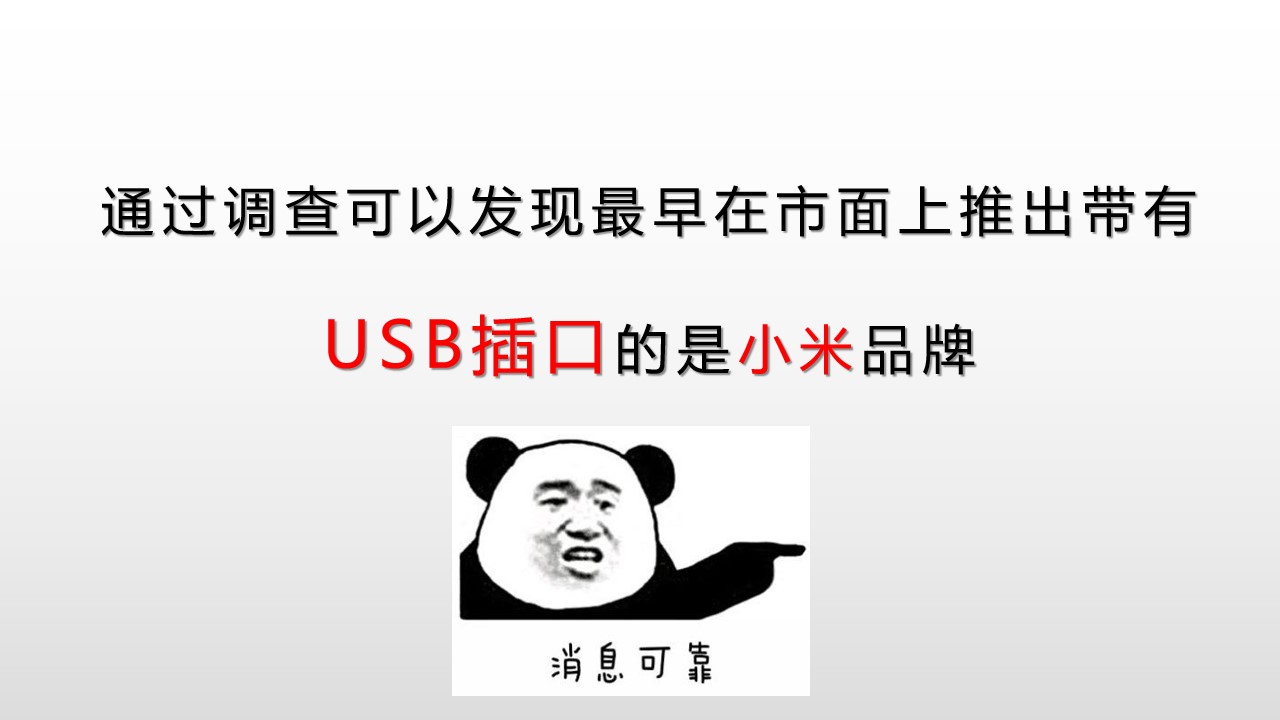 通过调查可以发现最早在市面上推出带有
USB插口的是小米品牌
消息可靠